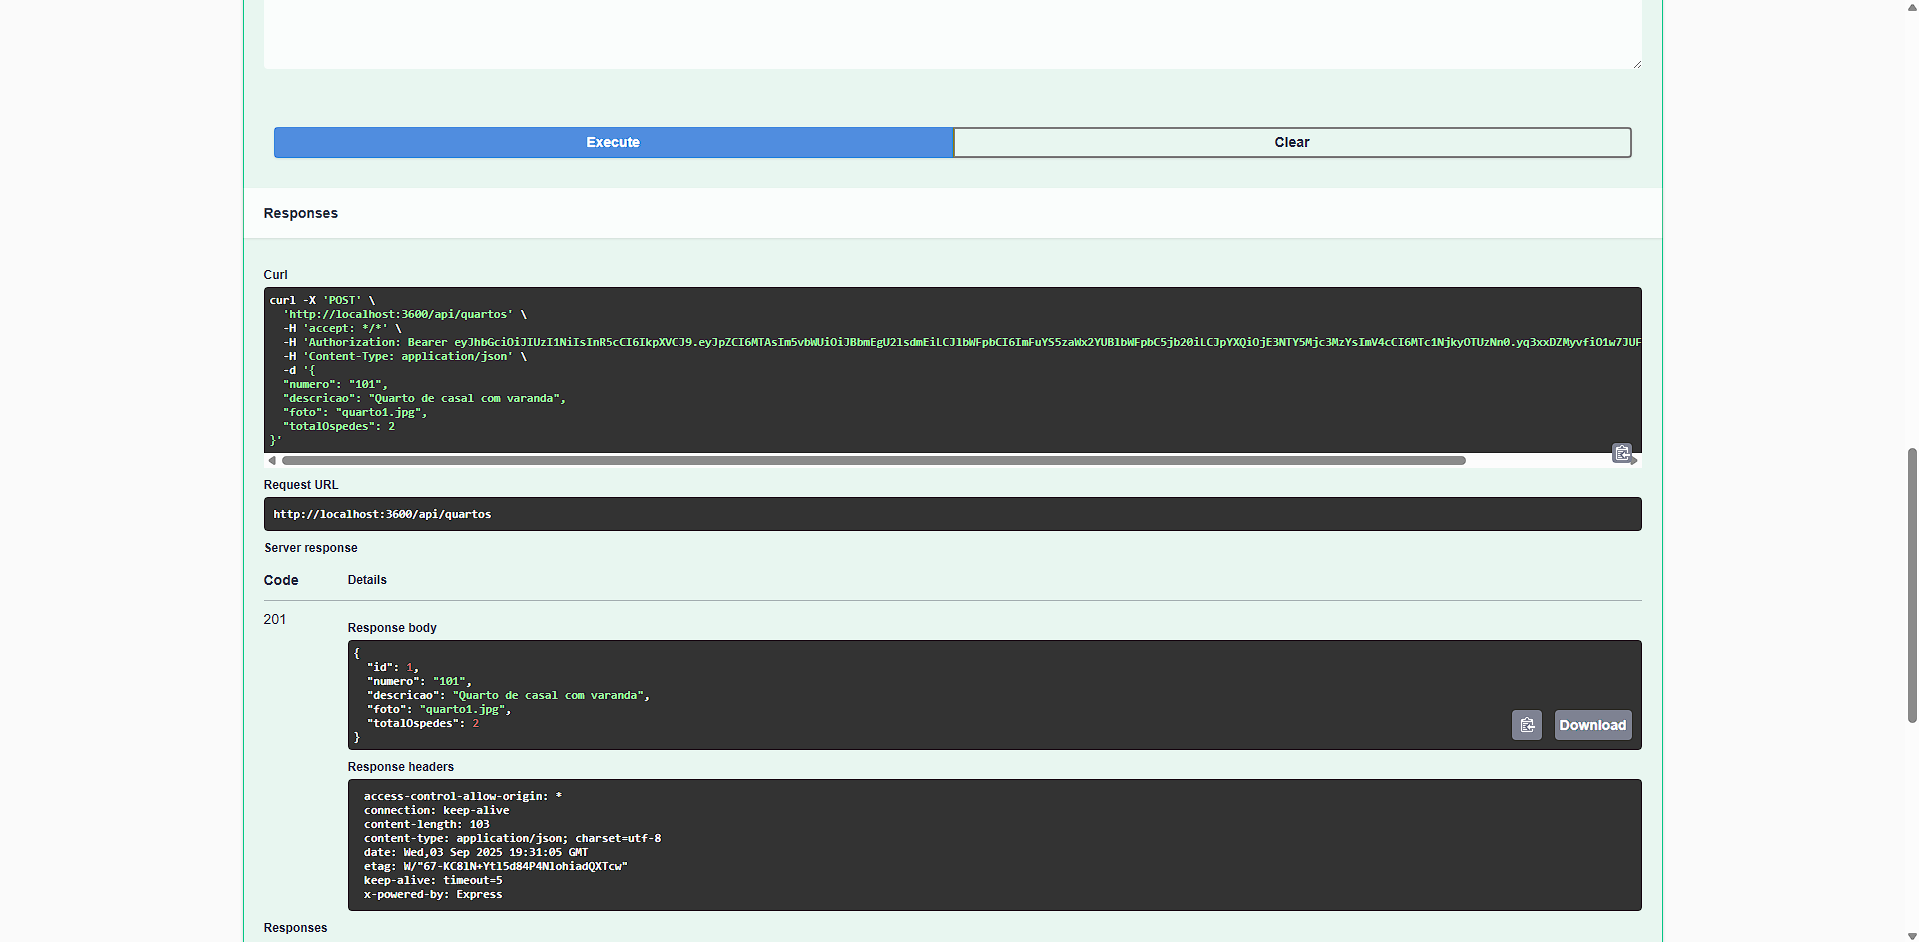 Execute
Clear
Responses
Curl
curl -X 'POST' \
'http://localhost:3600/api/quartos' \
-H 'accept: */*' \
-H 'Authorization: Bearer eyJhbGciOiJIUzI1NiIsInR5cCI6IkpXVCJ9.eyJpZCI6MTAsIm5vbWUiOiJBbmEgU2lsdmEiLCJlbWFpbCI6ImFuYS5zaWx2YUBlbWFpbC5jb20iLCJpYXQiOjE3NTY5Mjc3MzYsImV4cCI6MTc1NjkyOTUzNn0.yq3xxDZMyvfiO1w7JUF
-H 'Content-Type: application/json' \
-d '{
"numero": "101",
"descricao": "Quarto de casal com varanda",
"foto": "quarto1.jpg",
"totalOspedes": 2
}'
Request URL
http://localhost:3600/api/quartos
Server response
Code Details
201
Response body
{
"id": 1,
"numero": "101",
"descricao": "Quarto de casal com varanda",
"foto": "quarto1.jpg",
"totalOspedes": 2
}
Download
Response headers
access-control-allow-origin: *
connection: keep-alive
content-length: 103
content-type: application/json; charset=utf-8
date: Wed,03 Sep 2025 19:31:05 GMT
etag: W/"67-KC8lN+Ytl5d84P4NlohiadQXTcw"
keep-alive: timeout=5
x-powered-by: Express
Responses